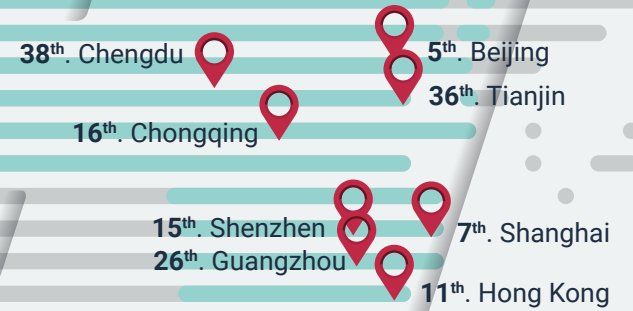 38th. Chengdu
5th. Beijing
36th. Tianjin
16th. Chongqing
15th. Shenzhen
7th. Shanghai
26th. Guangzhou
11th. Hong Kong